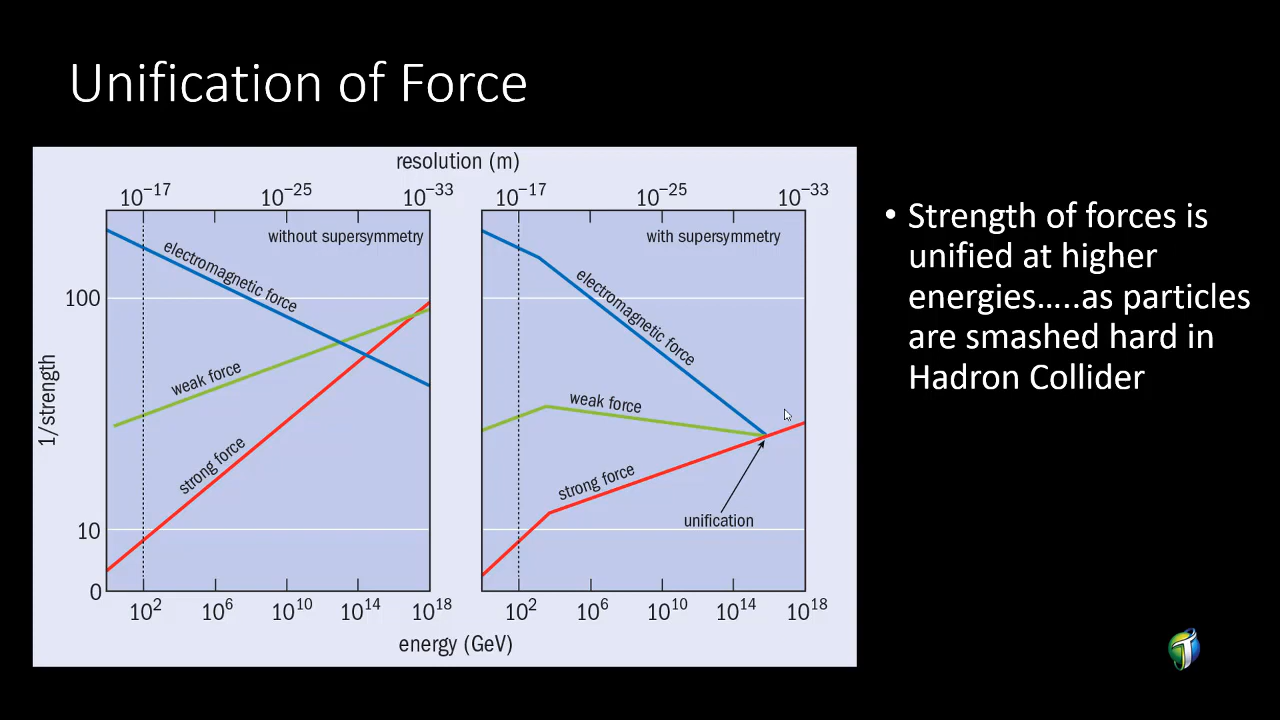 Unification of Force
resolution (m)
10⁻¹⁷ 10⁻²⁵ 10⁻³³ 10⁻¹⁷ 10⁻²⁵ 10⁻³³
without supersymmetry
with supersymmetry
electromagnetic force
electromagnetic force
100
1/strength
weak force
weak force
strong force
strong force
unification
10
0
10² 10⁶ 10¹⁰ 10¹⁴ 10¹⁸ 10² 10⁶ 10¹⁰ 10¹⁴ 10¹⁸
energy (GeV)
• Strength of forces is
unified at higher
energies…..as particles
are smashed hard in
Hadron Collider
T